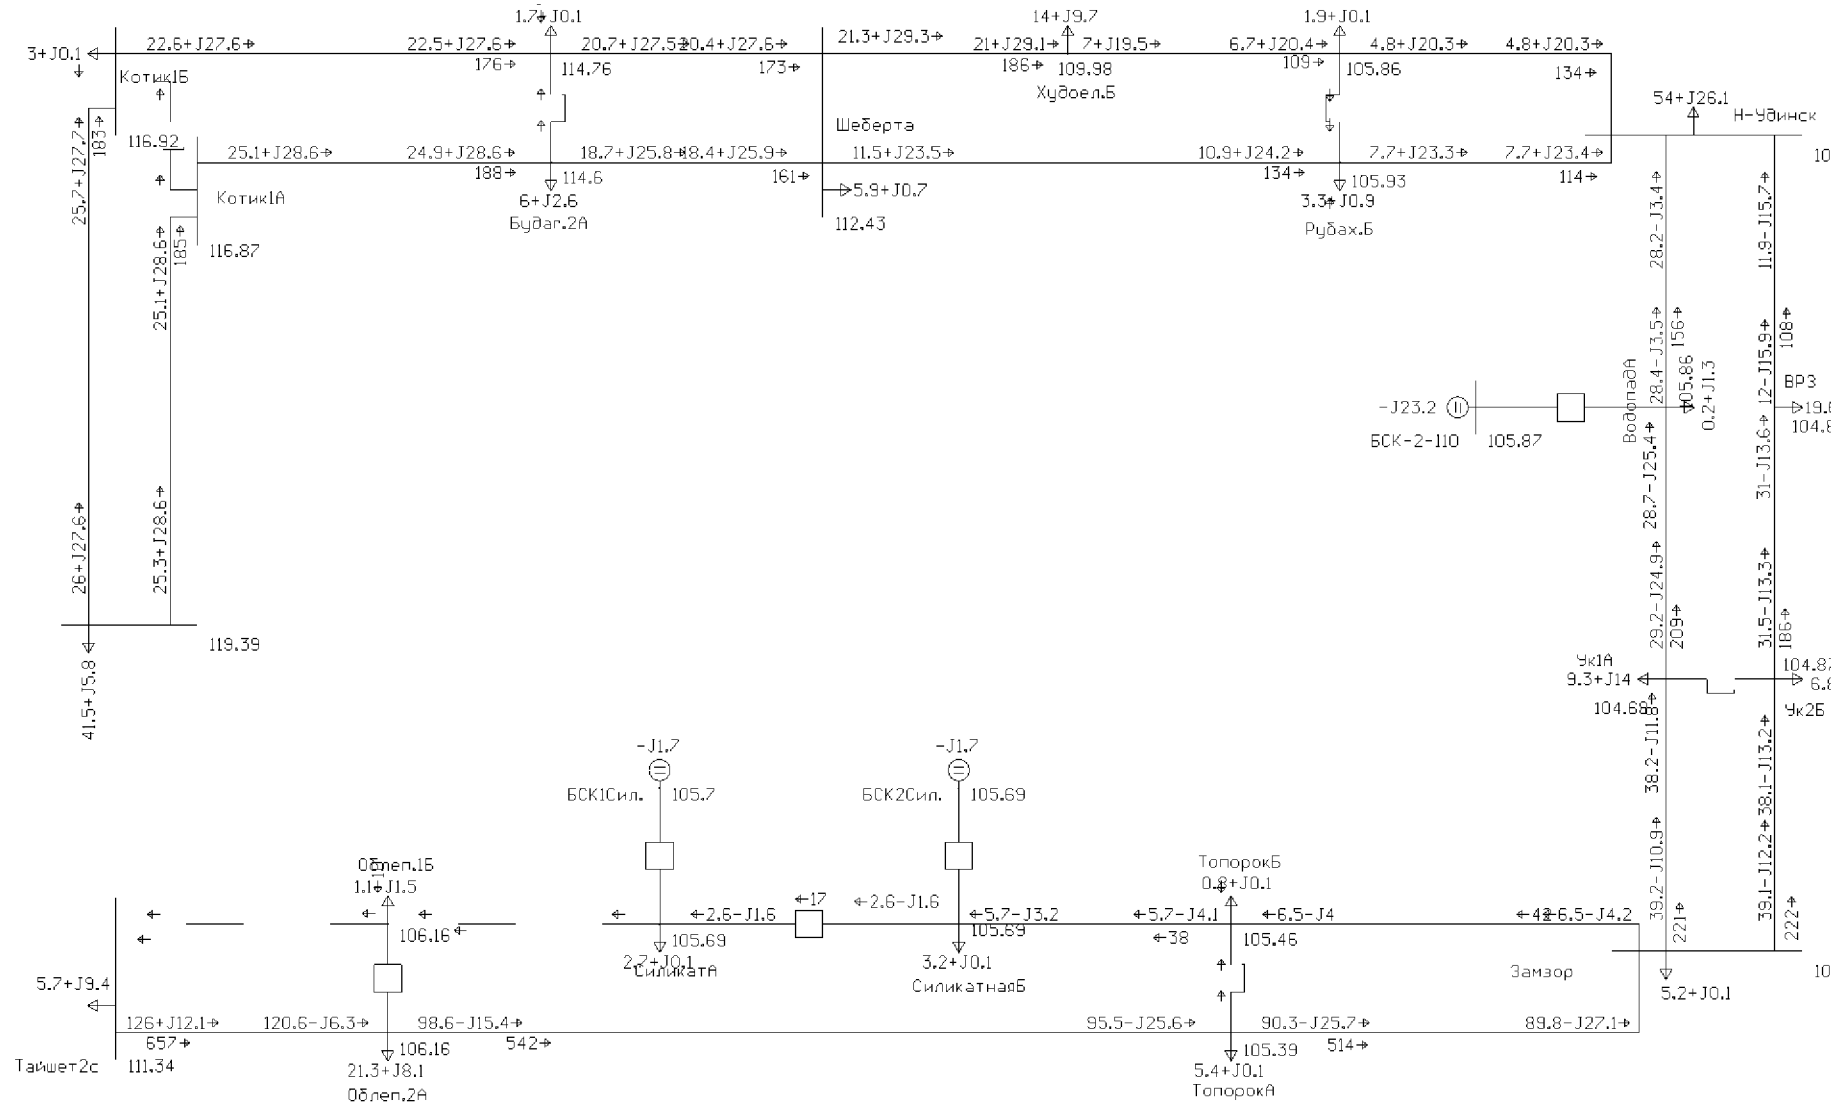 1.7+J0.1
14+J9.7
1.9+J0.1
3+J0.1
22.6+J27.6
22.5+J27.6
20.7+J27.5
20.4+J27.6
21.3+J29.3
21+J29.1
7+J19.5
6.7+J20.4
4.8+J20.3
4.8+J20.3
Котик1Б
176
114.76
173
186
109.98
109
105.86
134
Худоел.Б
54+J26.1
Н-Удинск
183
116.92
Шеберта
25.1+J28.6
24.9+J28.6
18.7+J25.8
18.4+J25.9
11.5+J23.5
10.9+J24.2
7.7+J23.3
7.7+J23.4
10
188
114.6
161
134
105.93
114
Котик1А
6+J2.6
5.9+J0.7
3.3+J0.9
Будаг.2А
112.43
Рубах.Б
116.87
185
25.7+J27.7
25.1+J28.6
28.2-J3.4
11.9-J15.7
28.4-J3.5
156
12-J15.9
108
105.86
0.2+J1.3
ВодопадА
ВРЗ
-J23.2
19.6
104.8
БСК-2-110
105.87
28.7-J25.4
31-J13.6
26+J27.6
25.3+J28.6
29.2-J24.9
209
31.5-J13.3
186
119.39
41.5+J5.8
Ук1А
9.3+J14
104.68
104.87
6.8
Ук2Б
38.2-J11.8
38.1-J13.2
-J1.7
-J1.7
БСК1Сил.
105.7
БСК2Сил.
105.69
39.2-J10.9
39.1-J12.2
221
222
Облеп.1Б
1.1+J1.5
ТопорокБ
0.8+J0.1
17
2.6-J1.6
2.6-J1.6
5.7-J3.2
5.7-J4.1
6.5-J4
42
6.5-J4.2
106.16
105.69
105.69
38
105.46
2.7+J0.1
СиликатА
3.2+J0.1
СиликатнаяБ
Замзор
10
5.2+J0.1
5.7+J9.4
126+J12.1
120.6-J6.3
98.6-J15.4
95.5-J25.6
90.3-J25.7
89.8-J27.1
657
106.16
542
105.39
514
Тайшет2с
111.34
21.3+J8.1
5.4+J0.1
Облеп.2А
ТопорокА